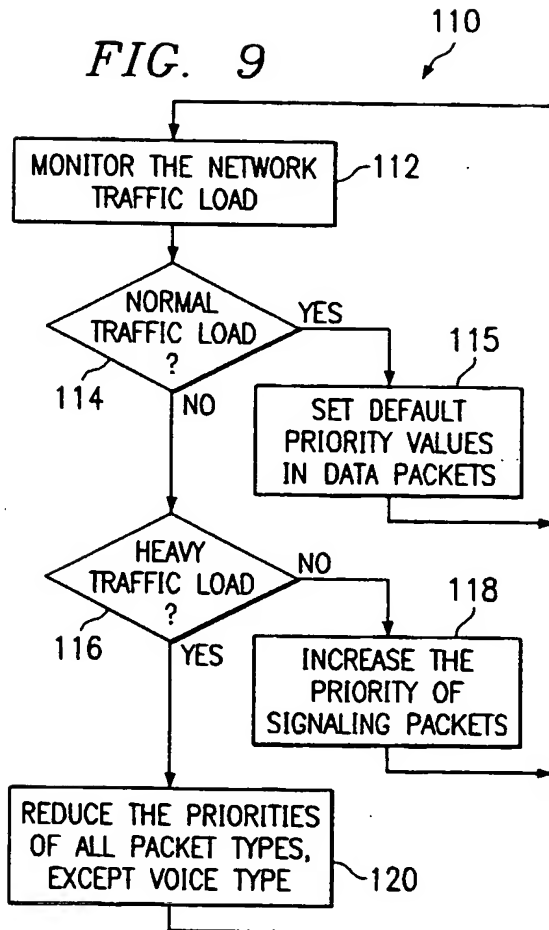 110
FIG. 9
MONITOR THE NETWORK
TRAFFIC LOAD
112
NORMAL
TRAFFIC LOAD
?
YES
114
NO
115
SET DEFAULT
PRIORITY VALUES
IN DATA PACKETS
HEAVY
TRAFFIC LOAD
?
NO
116
YES
118
INCREASE THE
PRIORITY OF
SIGNALING PACKETS
REDUCE THE PRIORITIES
OF ALL PACKET TYPES,
EXCEPT VOICE TYPE
120